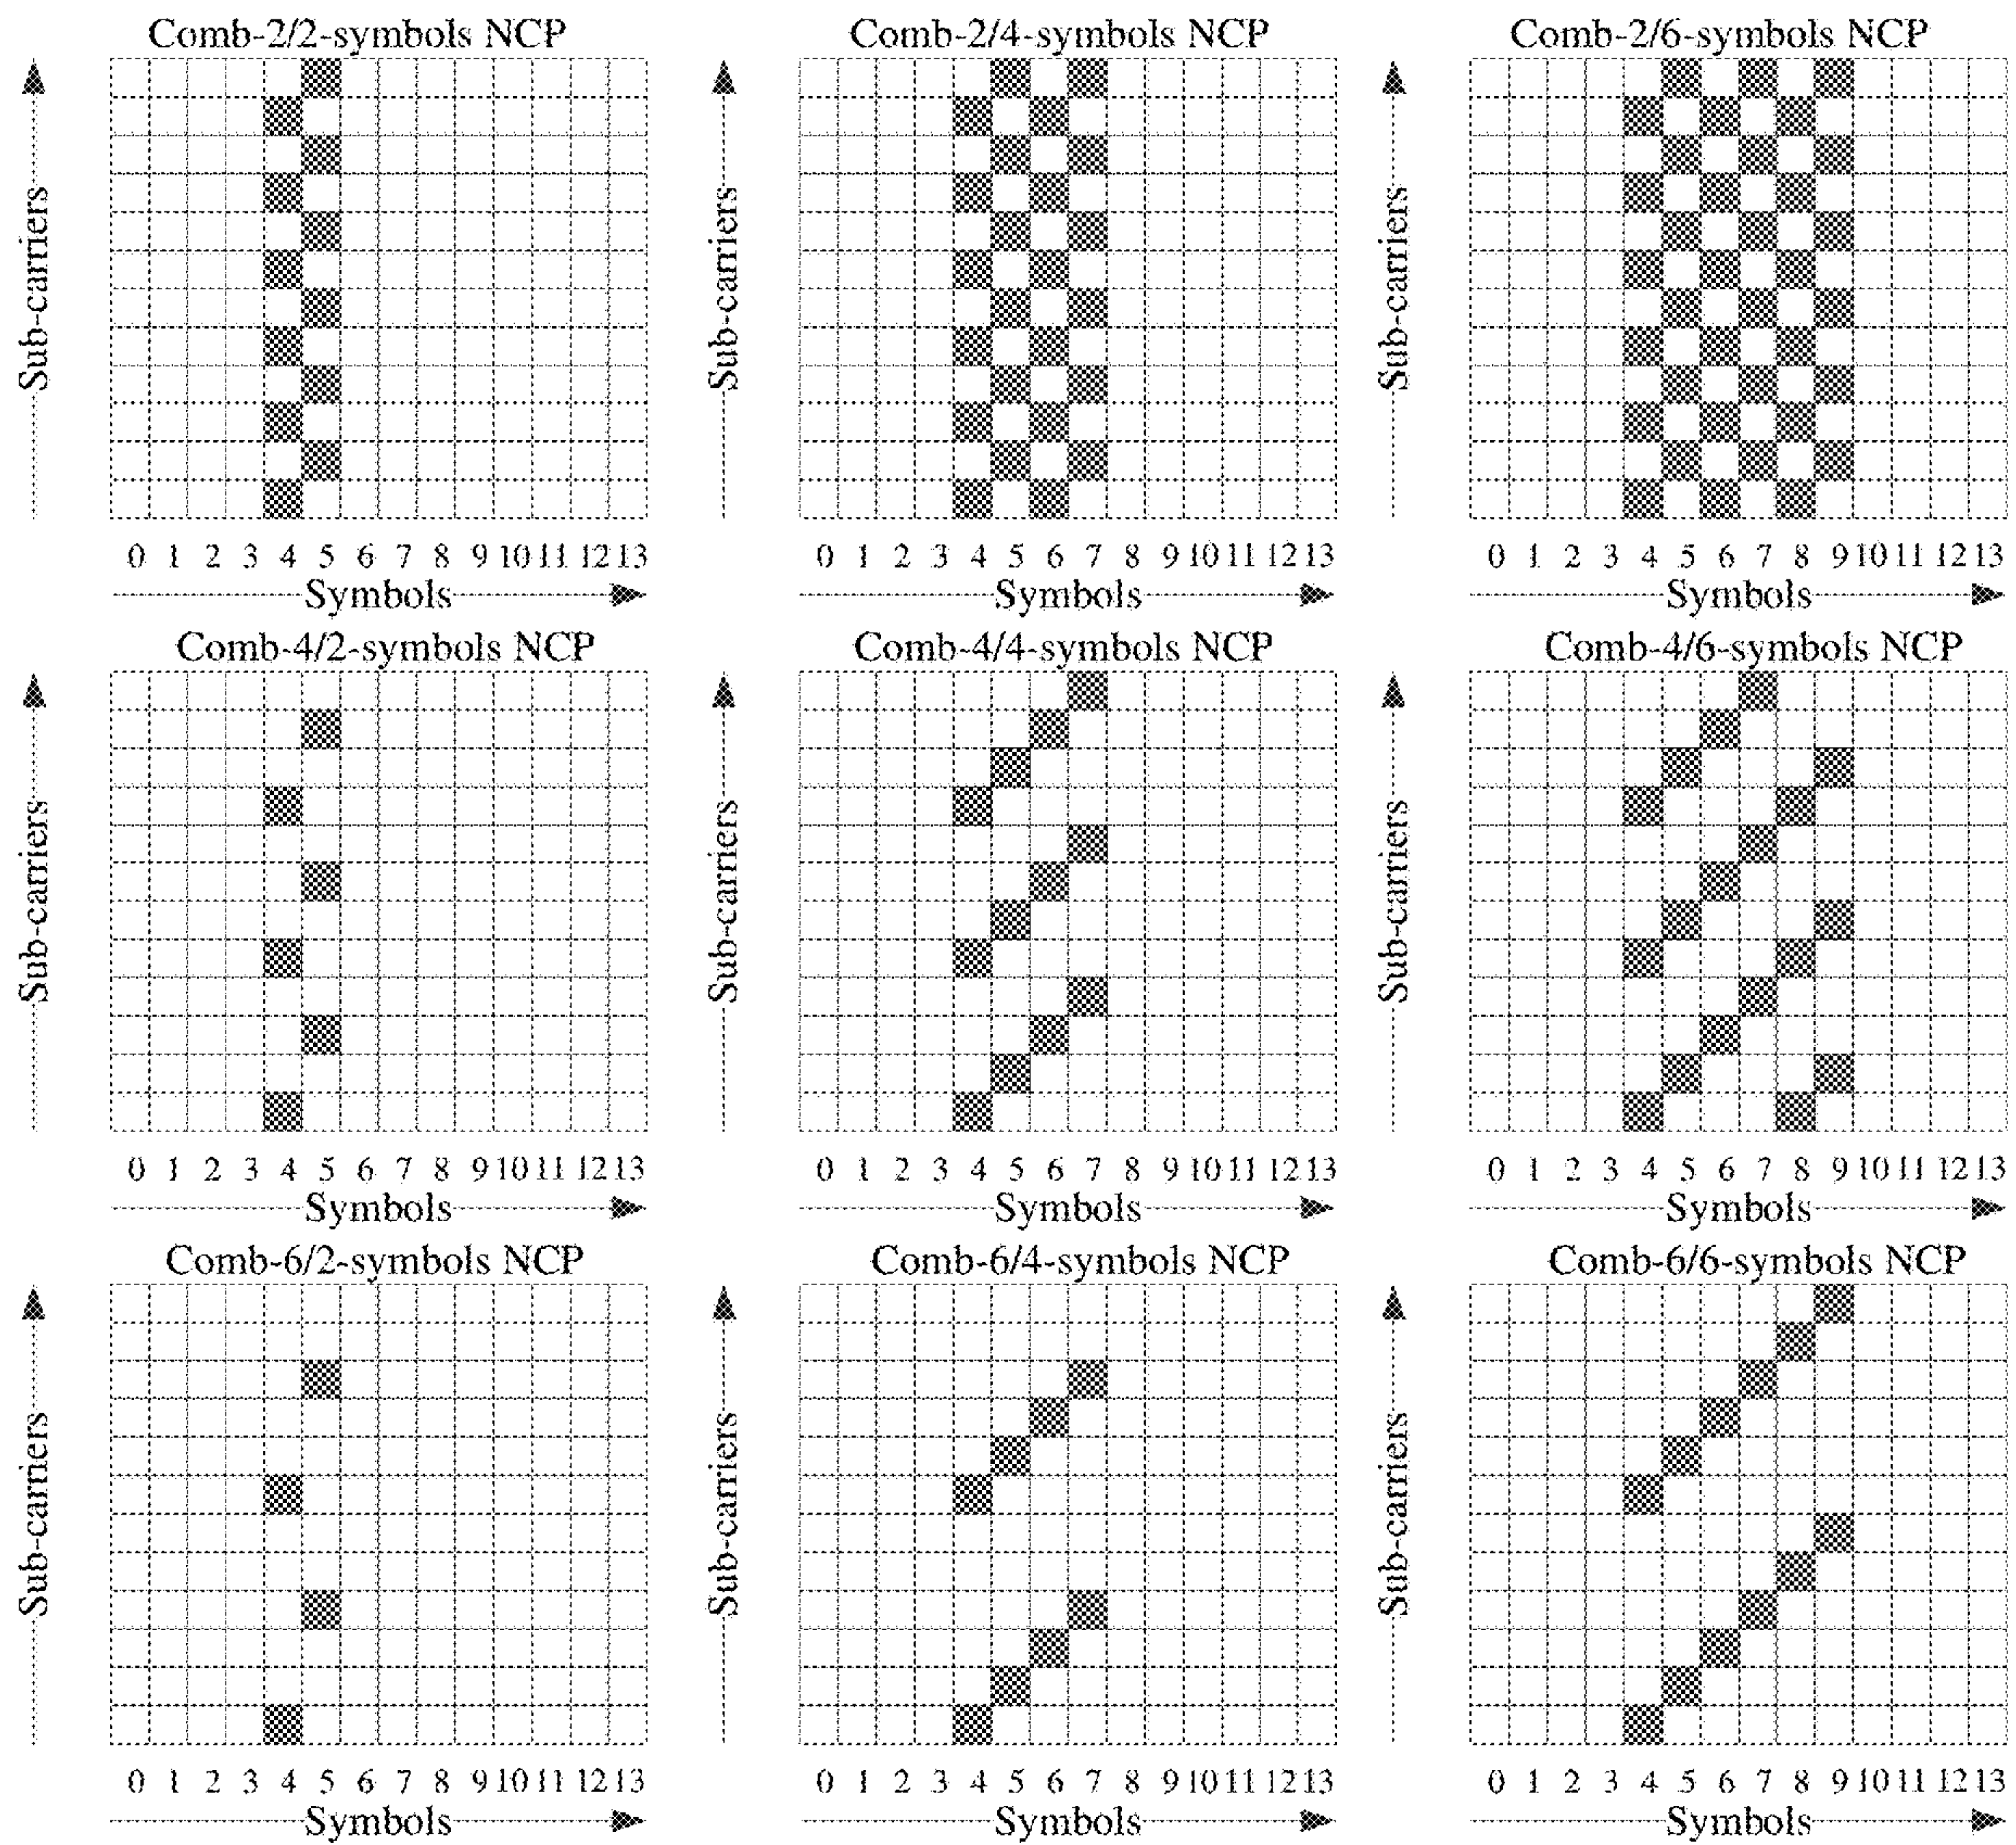 Comb-2/2-symbols NCP
Sub-carriers
0 1 2 3 4 5 6 7 8 9 10 11 12 13
Symbols
Comb-2/4-symbols NCP
Sub-carriers
0 1 2 3 4 5 6 7 8 9 10 11 12 13
Symbols
Comb-2/6-symbols NCP
Sub-carriers
0 1 2 3 4 5 6 7 8 9 10 11 12 13
Symbols
Comb-4/2-symbols NCP
Sub-carriers
0 1 2 3 4 5 6 7 8 9 10 11 12 13
Symbols
Comb-4/4-symbols NCP
Sub-carriers
0 1 2 3 4 5 6 7 8 9 10 11 12 13
Symbols
Comb-4/6-symbols NCP
Sub-carriers
0 1 2 3 4 5 6 7 8 9 10 11 12 13
Symbols
Comb-6/2-symbols NCP
Sub-carriers
0 1 2 3 4 5 6 7 8 9 10 11 12 13
Symbols
Comb-6/4-symbols NCP
Sub-carriers
0 1 2 3 4 5 6 7 8 9 10 11 12 13
Symbols
Comb-6/6-symbols NCP
Sub-carriers
0 1 2 3 4 5 6 7 8 9 10 11 12 13
Symbols